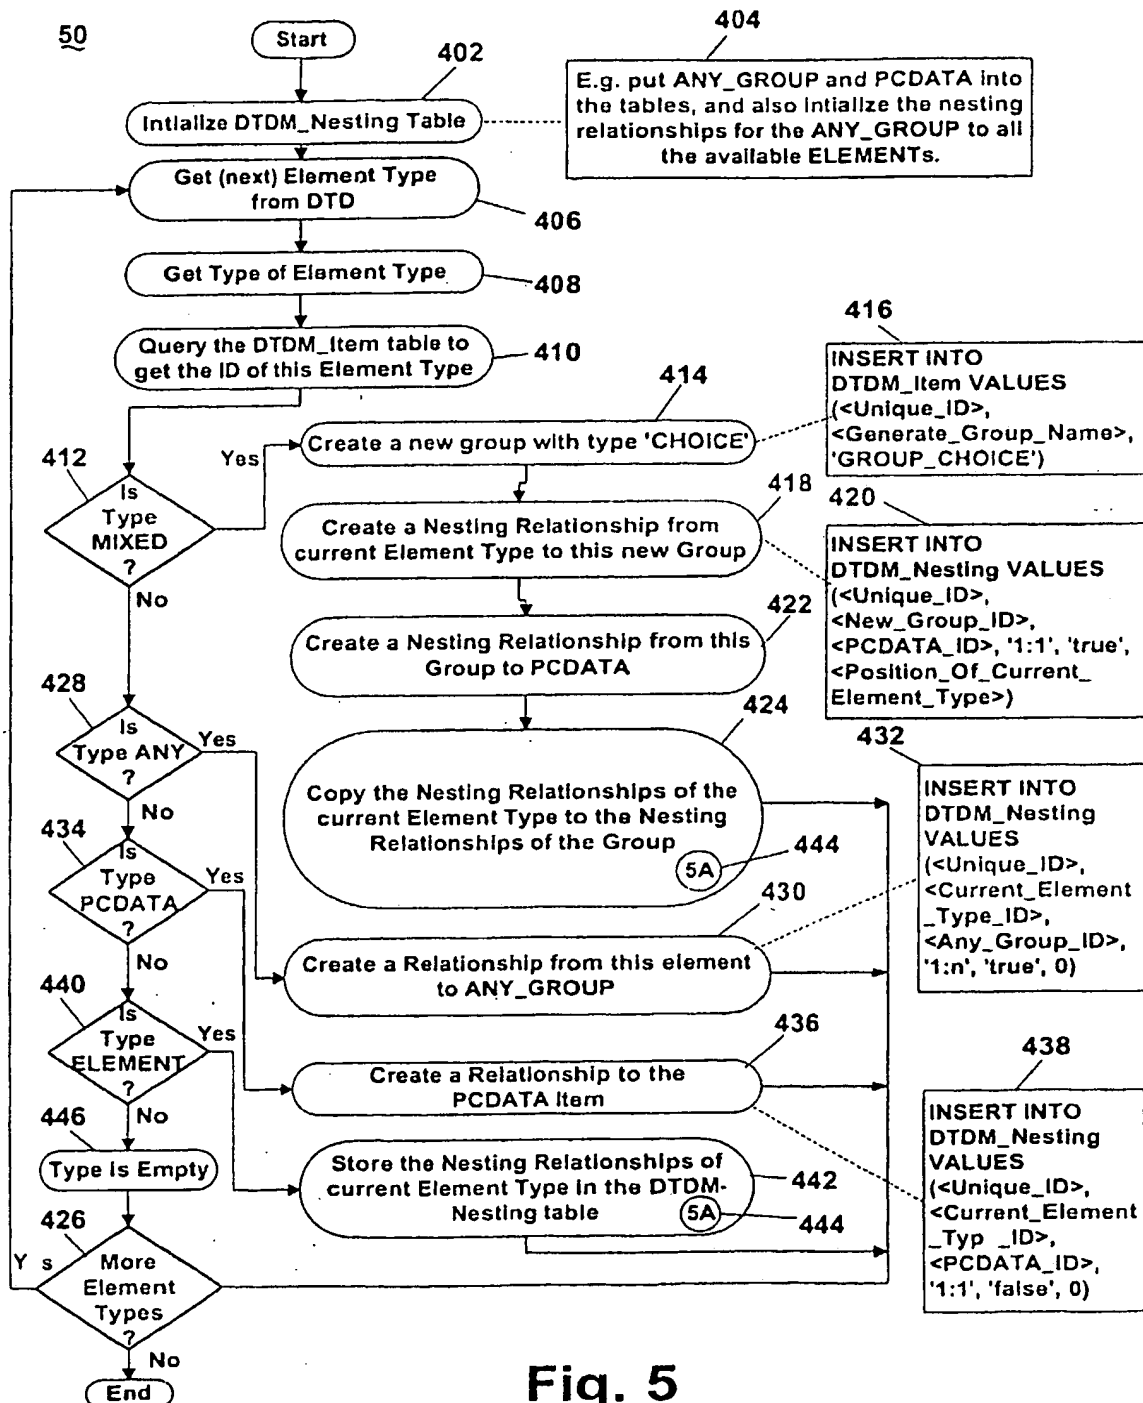 50
Start
402
404
Intialize DTDM_Nesting Table
E.g. put ANY_GROUP and PCDATA into
the tables, and also intialize the nesting
relationships for the ANY_GROUP to all
the available ELEMENTs.
Get (next) Element Type
from DTD
406
Get Type of Element Type
408
Query the DTDM_Item table to
get the ID of this Element Type
410
412
Is
Type
MIXED
?
Yes
No
414
Create a new group with type 'CHOICE'
416
INSERT INTO
DTDM_Item VALUES
(<Unique_ID>,
<Generate_Group_Name>,
'GROUP_CHOICE')
418
Create a Nesting Relationship from
current Element Type to this new Group
420
INSERT INTO
DTDM_Nesting VALUES
(<Unique_ID>,
<New_Group_ID>,
<PCDATA_ID>, '1:1', 'true',
<Position_Of_Current_
Element_Type>)
422
Create a Nesting Relationship from this
Group to PCDATA
424
Copy the Nesting Relationships of the
current Element Type to the Nesting
Relationships of the Group
5A
444
428
Is
Type ANY
?
Yes
No
430
Create a Relationship from this element
to ANY_GROUP
432
INSERT INTO
DTDM_Nesting
VALUES
(<Unique_ID>,
<Current_Element
_Type_ID>,
<Any_Group_ID>,
'1:n', 'true', 0)
434
Is
Type
PCDATA
?
Yes
No
436
Create a Relationship to the
PCDATA Item
438
INSERT INTO
DTDM_Nesting
VALUES
(<Unique_ID>,
<Current_Element
_Typ _ID>,
<PCDATA_ID>,
'1:1', 'false', 0)
440
Is
Type
ELEMENT
?
Yes
No
Store the Nesting Relationships of
current Element Type in the DTDM-
Nesting table
442
5A
444
446
Type is Empty
426
More
Element
Types
?
Y s
No
End
Fig. 5